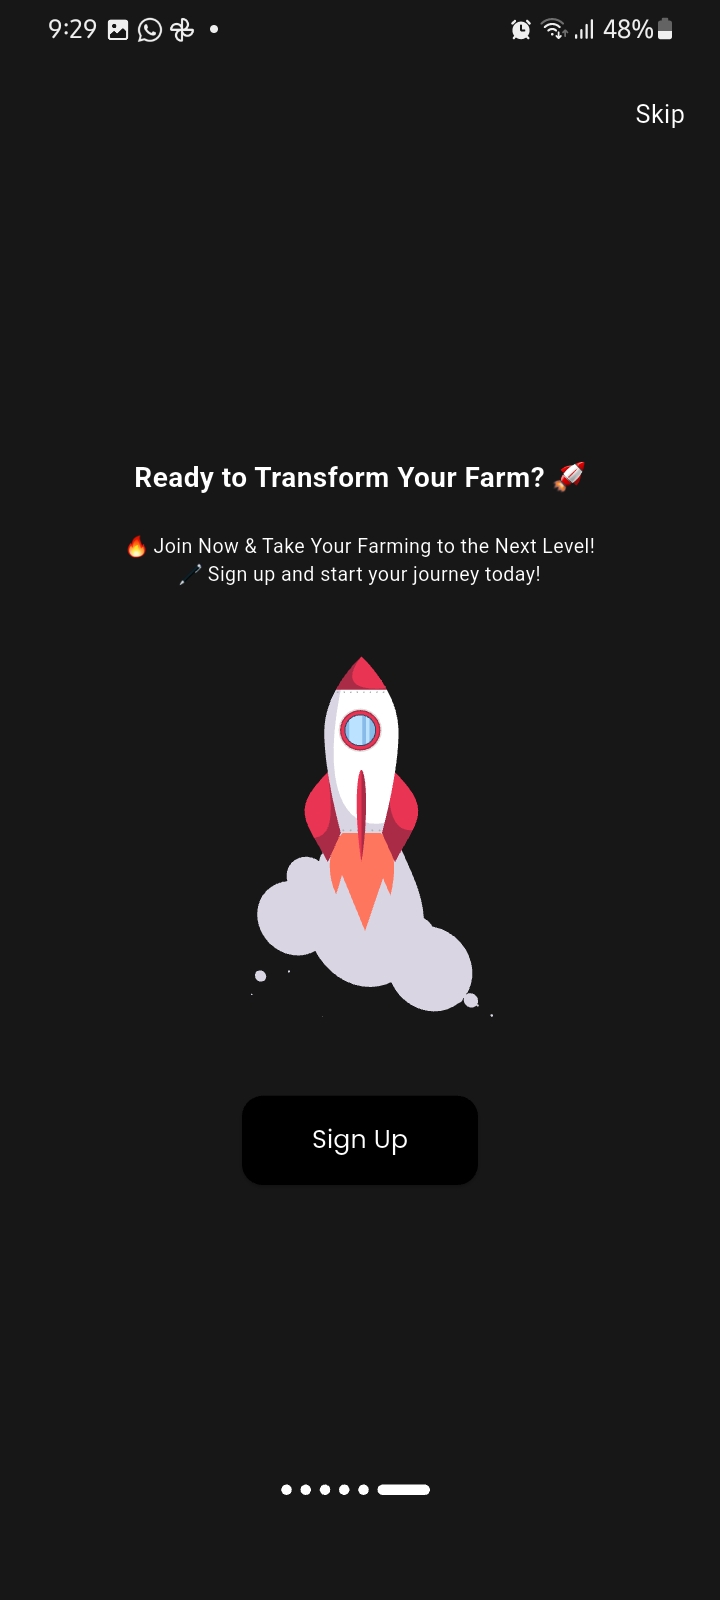 9:29 48%
Skip
Ready to Transform Your Farm? 🚀
🔥 Join Now & Take Your Farming to the Next Level!
🪄 Sign up and start your journey today!
Sign Up